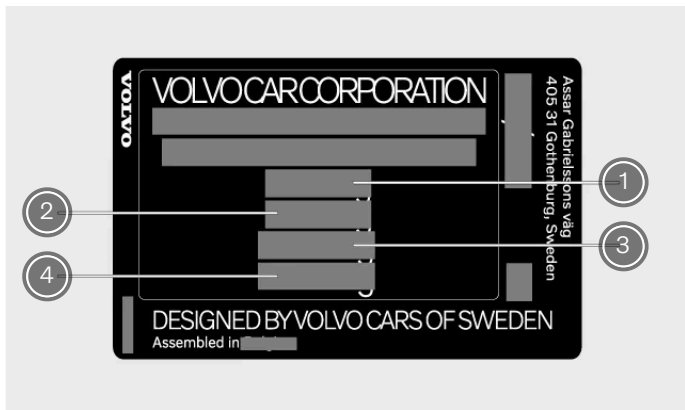 VOLVO
VOLVO CAR CORPORATION
Assar Gabrielssons väg
405 31 Gothenburg, Sweden
1
2
3
4
DESIGNED BY VOLVO CARS OF SWEDEN
Assembled in